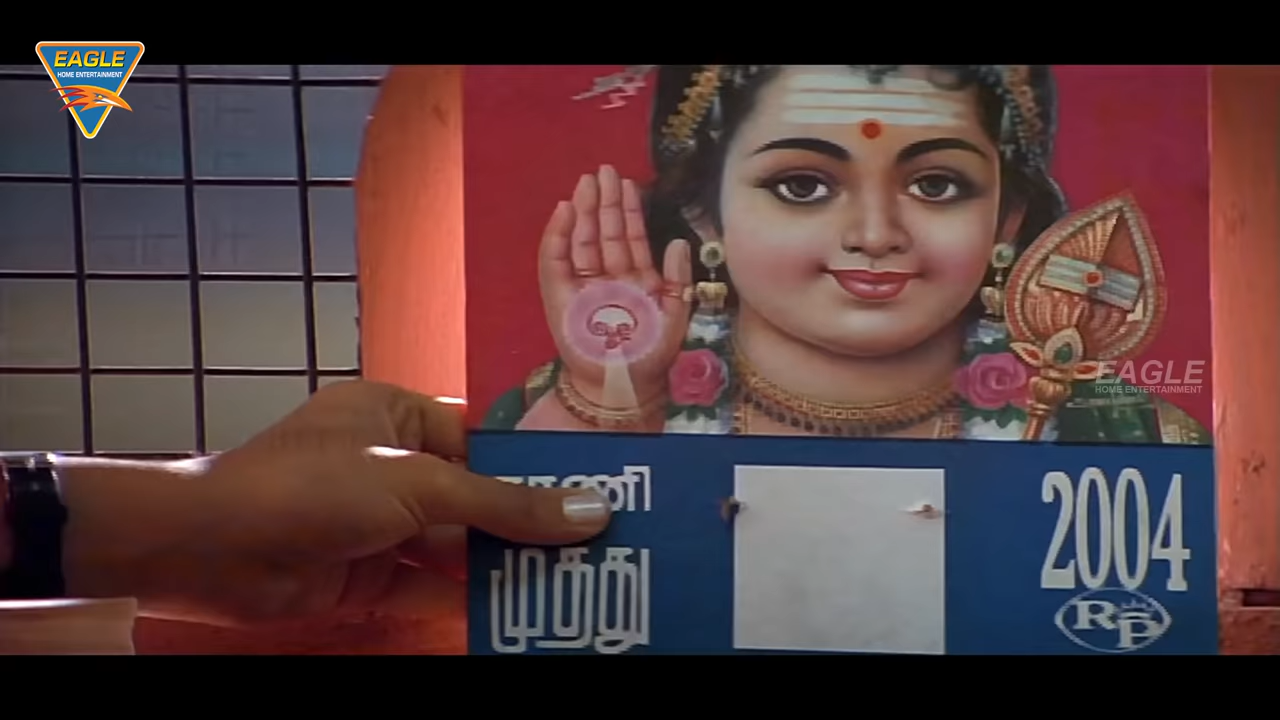 EAGLE
HOME ENTERTAINMENT
EAGLE
HOME ENTERTAINMENT
முத்து
2004
RP